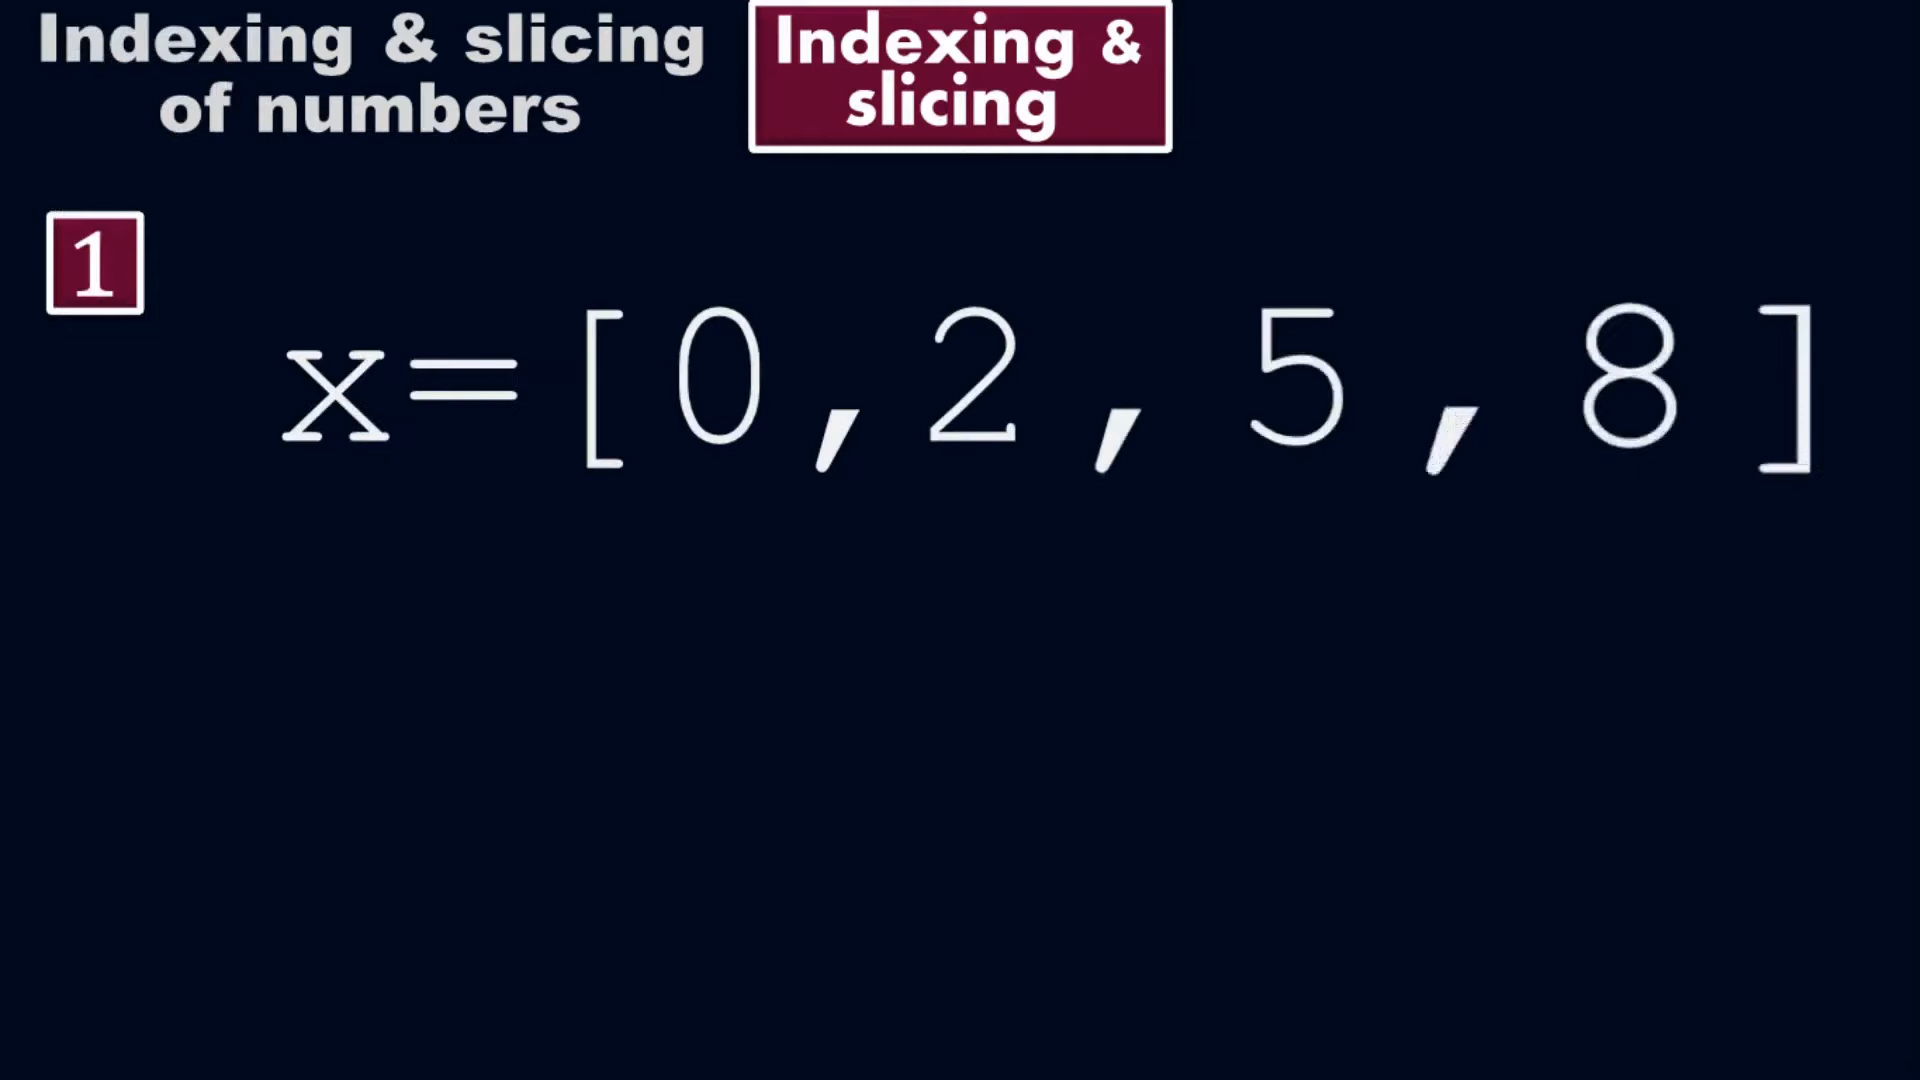 Indexing & slicing
of numbers
Indexing &
slicing
1
x=[0,2,5,8]